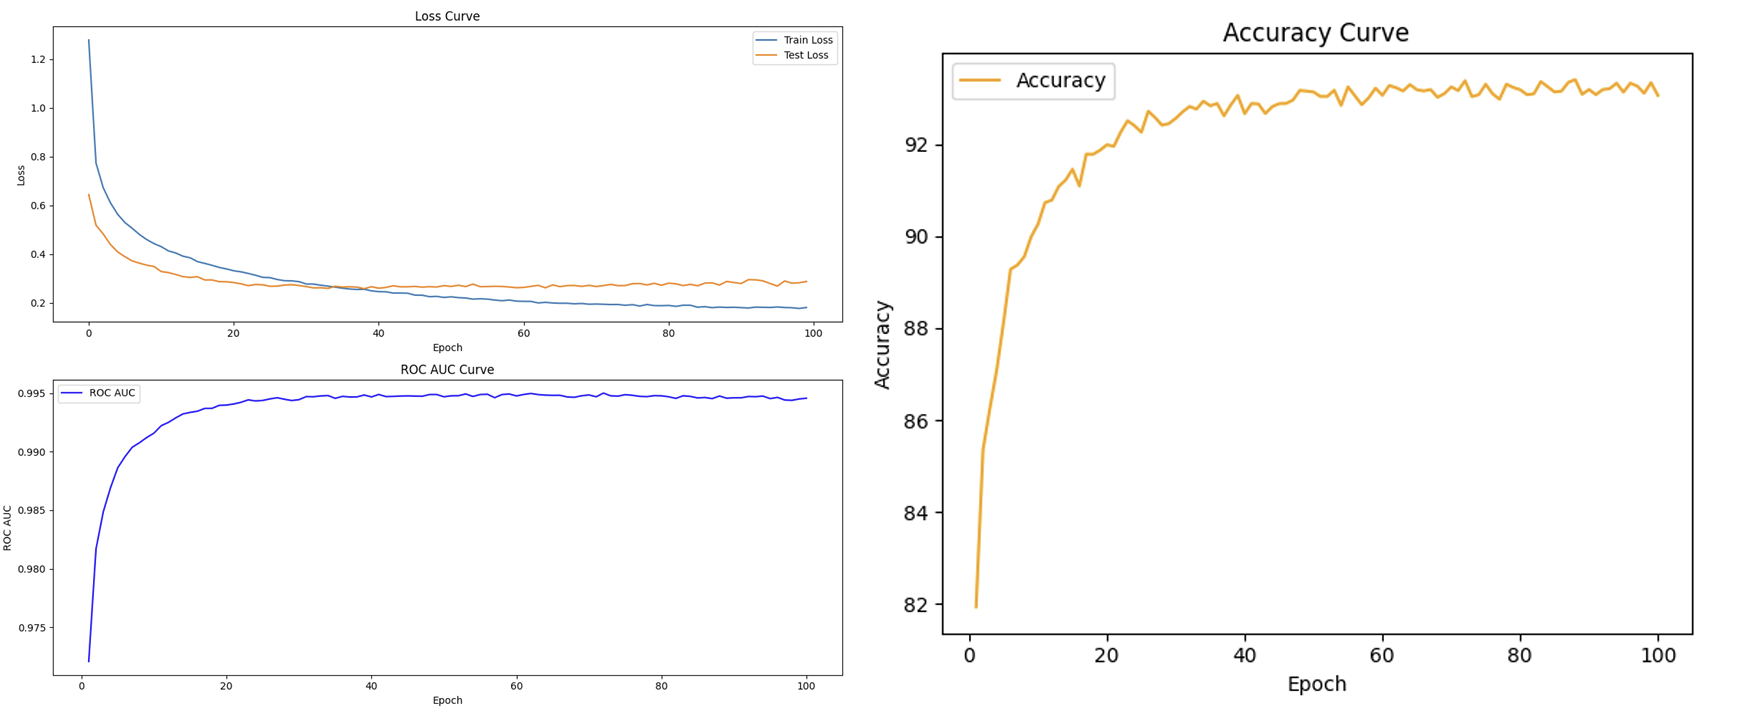 Loss Curve
Train Loss
Test Loss
1.2
1.0
0.8
0.6
0.4
0.2
Loss
0 20 40 60 80 100
Epoch
ROC AUC Curve
ROC AUC
0.995
0.990
0.985
0.980
0.975
ROC AUC
0 20 40 60 80 100
Epoch
Accuracy Curve
Accuracy
92
90
88
86
84
82
Accuracy
0 20 40 60 80 100
Epoch